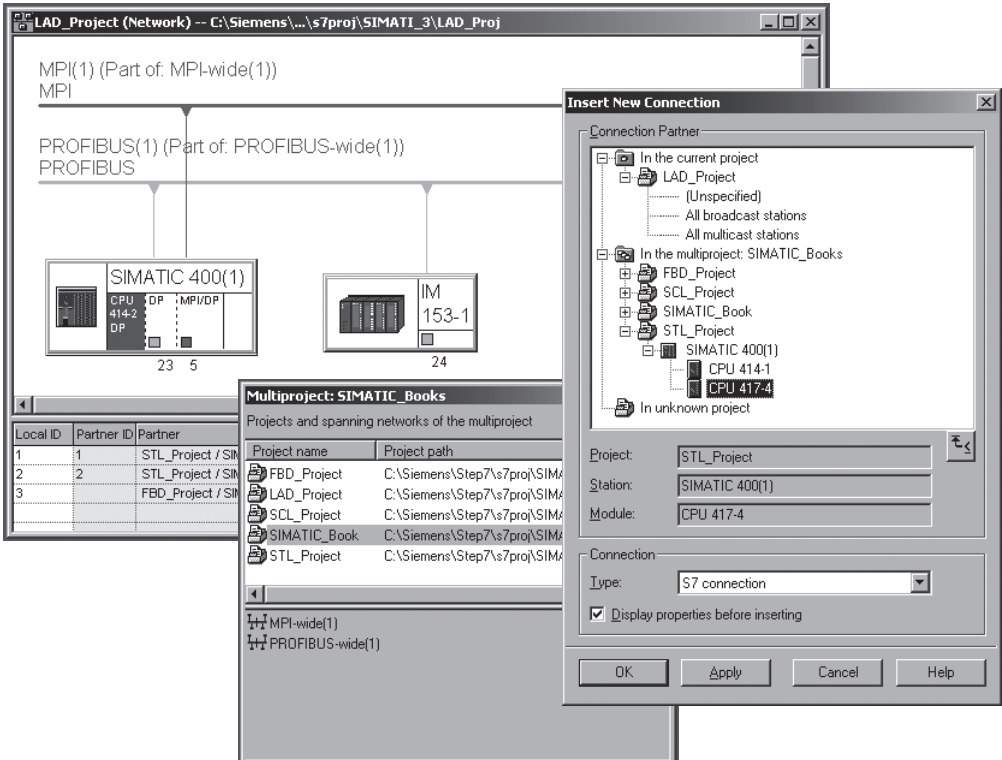 LAD_Project (Network) -- C:\Siemens\...\s7proj\SIMATI_3\LAD_Proj
MPI(1) (Part of: MPI-wide(1))
MPI
PROFIBUS(1) (Part of: PROFIBUS-wide(1))
PROFIBUS
SIMATIC 400(1)
CPU 414-2 DP
DP
MPI/DP
23 5
IM
153-1
24
Local ID Partner ID Partner
1 1 STL_Project / SIM
2 2 STL_Project / SIM
3 FBD_Project / SIM
Multiproject: SIMATIC_Books
Projects and spanning networks of the multiproject
Project name Project path
FBD_Project C:\Siemens\Step7\s7proj\SIMA
LAD_Project C:\Siemens\Step7\s7proj\SIMA
SCL_Project C:\Siemens\Step7\s7proj\SIMA
SIMATIC_Book C:\Siemens\Step7\s7proj\SIMA
STL_Project C:\Siemens\Step7\s7proj\SIMA
MPI-wide(1)
PROFIBUS-wide(1)
Insert New Connection
Connection Partner
In the current project
LAD_Project
(Unspecified)
All broadcast stations
All multicast stations
In the multiproject: SIMATIC_Books
FBD_Project
SCL_Project
SIMATIC_Book
STL_Project
SIMATIC 400(1)
CPU 414-1
CPU 417-4
In unknown project
Project: STL_Project
Station: SIMATIC 400(1)
Module: CPU 417-4
Connection
Type: S7 connection
Display properties before inserting
OK Apply Cancel Help